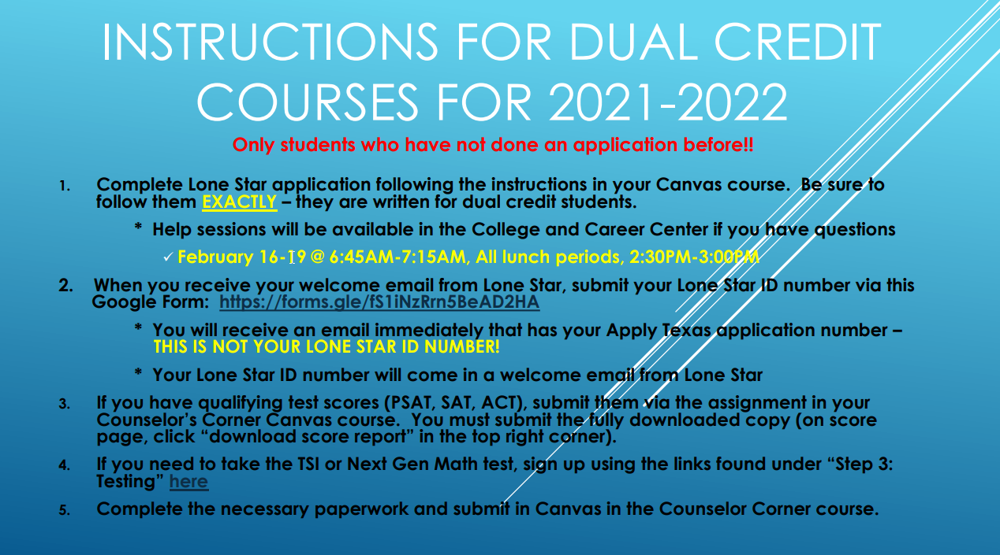 INSTRUCTIONS FOR DUAL CREDIT
COURSES FOR 2021-2022
Only students who have not done an application before!!
1. Complete Lone Star application following the instructions in your Canvas course. Be sure to
follow them EXACTLY – they are written for dual credit students.
* Help sessions will be available in the College and Career Center if you have questions
✓ February 16-19 @ 6:45AM-7:15AM, All lunch periods, 2:30PM-3:00PM
2. When you receive your welcome email from Lone Star, submit your Lone Star ID number via this
Google Form: https://forms.gle/fS1iNzRrn5BeAD2HA
* You will receive an email immediately that has your Apply Texas application number –
THIS IS NOT YOUR LONE STAR ID NUMBER!
* Your Lone Star ID number will come in a welcome email from Lone Star
3. If you have qualifying test scores (PSAT, SAT, ACT), submit them via the assignment in your
Counselor's Corner Canvas course. You must submit the fully downloaded copy (on score
page, click “download score report” in the top right corner).
4. If you need to take the TSI or Next Gen Math test, sign up using the links found under “Step 3:
Testing” here
5. Complete the necessary paperwork and submit in Canvas in the Counselor Corner course.